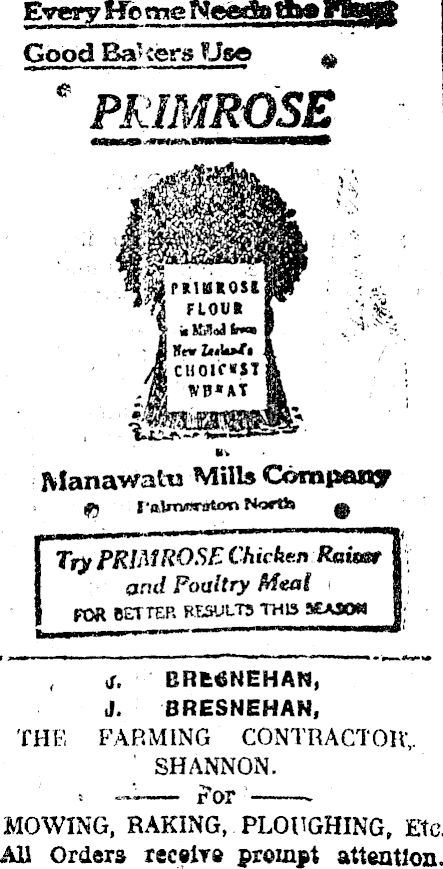 Every Home Needs the Flour
Good Bakers Use
PRIMROSE
PRIMROSE
FLOUR
is Milled from
New Zealand's
CHOICEST
WHEAT
BY
Manawatu Mills Company
Palmerston North
Try PRIMROSE Chicken Raiser
and Poultry Meal
FOR BETTER RESULTS THIS SEASON
J. BRESNEHAN,
J. BRESNEHAN,
THE FARMING CONTRACTOR,
SHANNON.
For
MOWING, RAKING, PLOUGHING, Etc.
All Orders receive prompt attention.